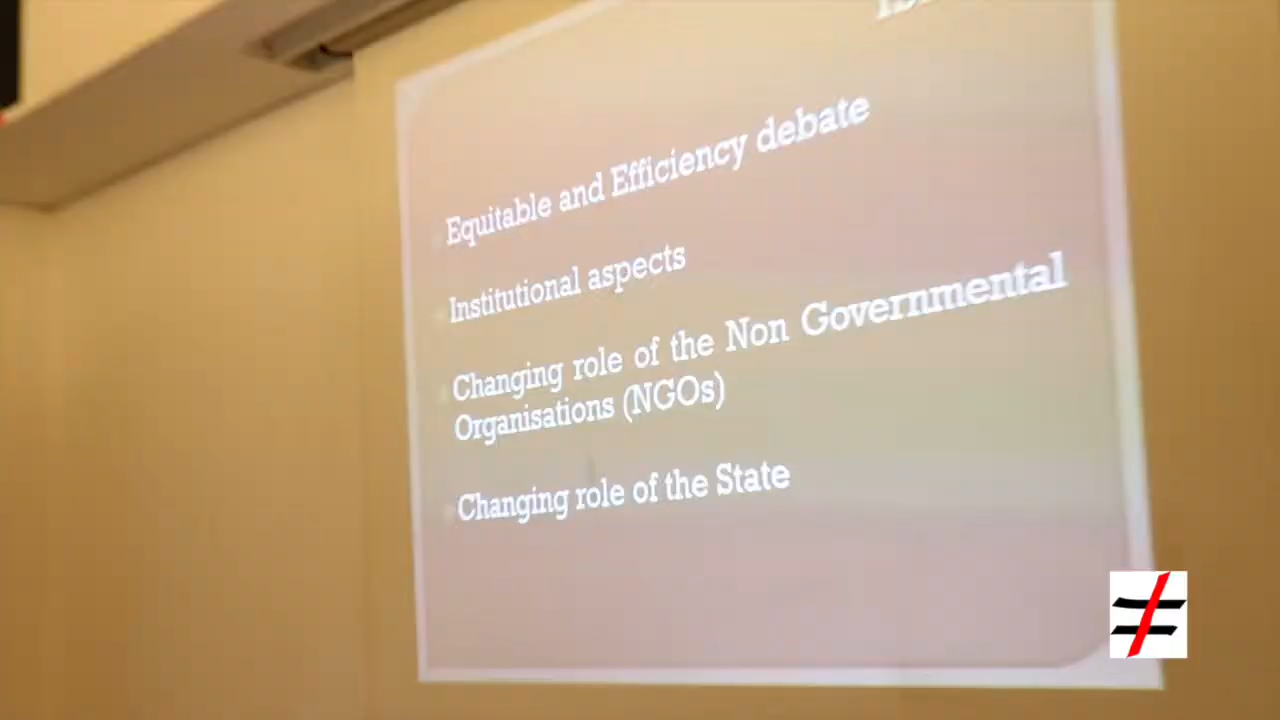 Equitable and Efficiency debate
Institutional aspects
Changing role of the Non Governmental
Organisations (NGOs)
Changing role of the State